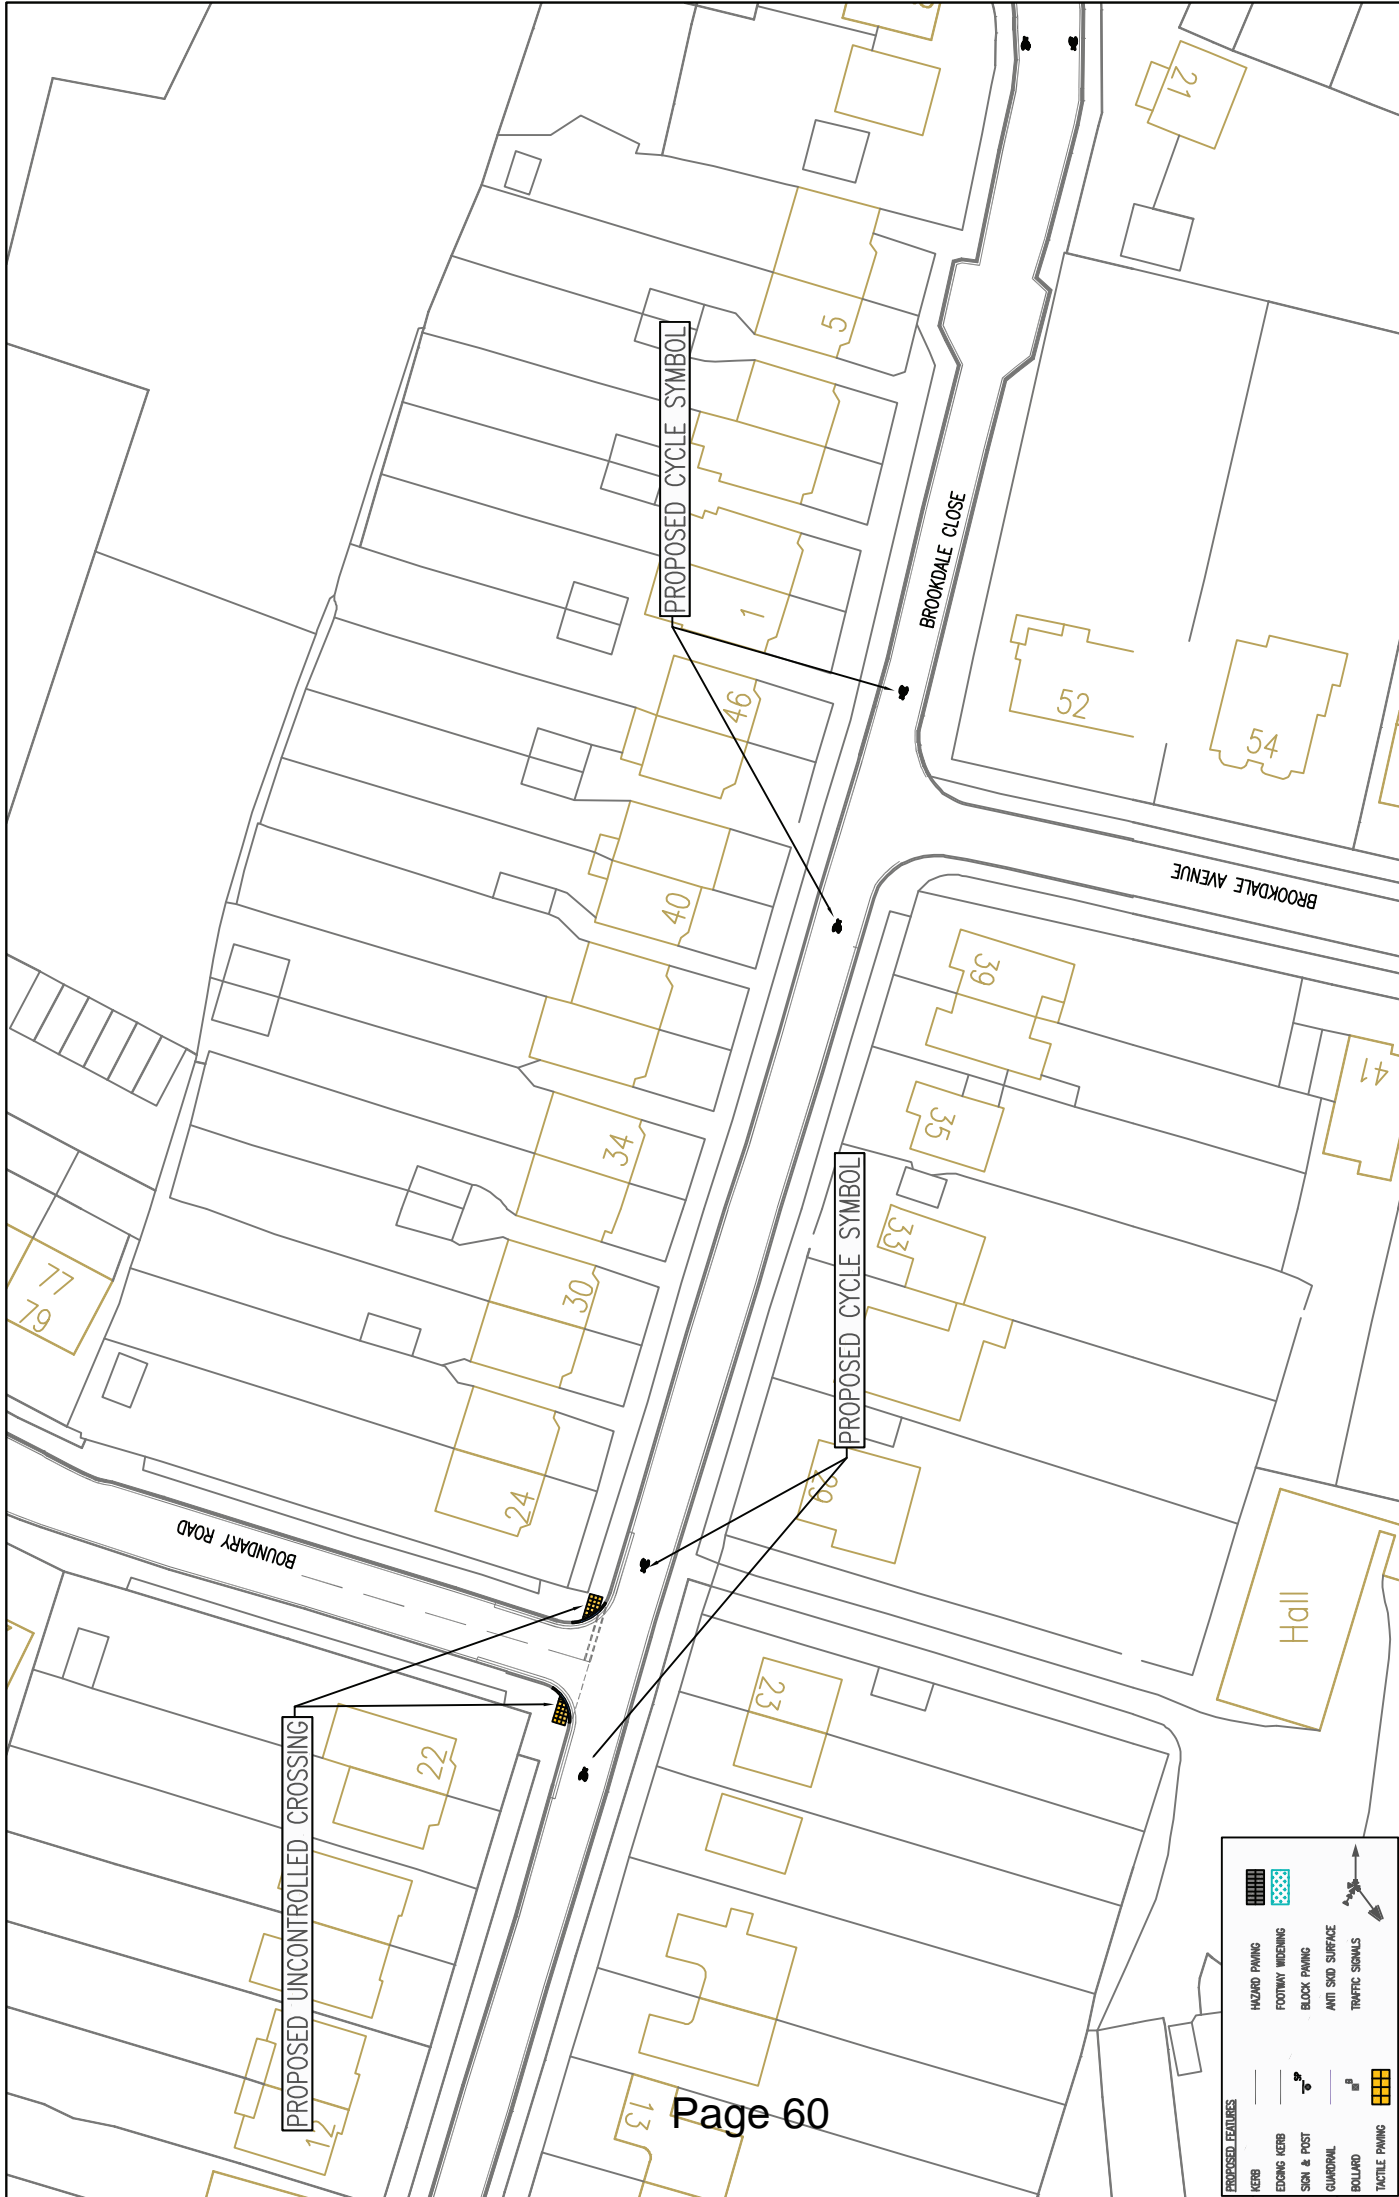 21
5
PROPOSED CYCLE SYMBOL
BROOKDALE CLOSE
1
46
52
54
40
BROOKDALE AVENUE
39
41
35
34
PROPOSED CYCLE SYMBOL
33
77
79
30
29
24
BOUNDARY ROAD
Hall
23
22
PROPOSED UNCONTROLLED CROSSING
12
13
Page 60
PROPOSED FEATURES
KERB
EDGING KERB
SIGN & POST
SP
GUARDRAIL
BOLLARD
B
TACTILE PAVING
HAZARD PAVING
FOOTWAY WIDENING
BLOCK PAVING
ANTI SKID SURFACE
TRAFFIC SIGNALS